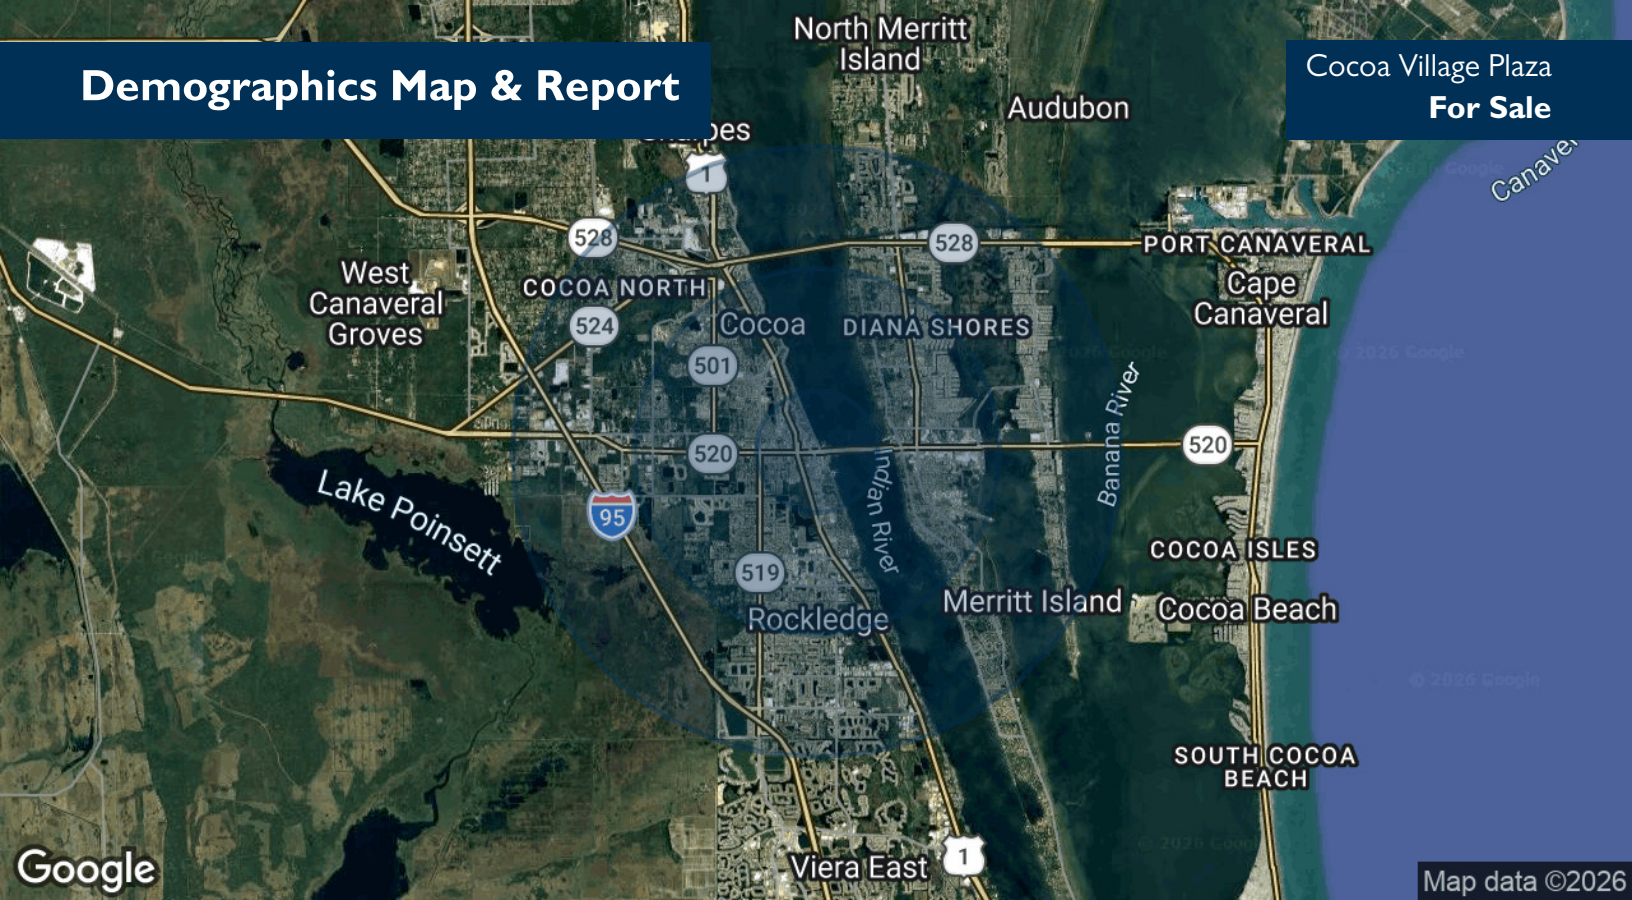 North Merritt
Island
Demographics Map & Report
Cocoa Village Plaza
For Sale
Audubon
1
528
528
PORT CANAVERAL
West
Canaveral
Groves
COCOA NORTH
Cape
Canaveral
524
Cocoa
DIANA SHORES
501
Banana River
520
520
Lake Poinsett
Indian River
95
COCOA ISLES
519
Merritt Island
Cocoa Beach
Rockledge
© 2026 Google
SOUTH COCOA
BEACH
1
Viera East
Google
Map data ©2026